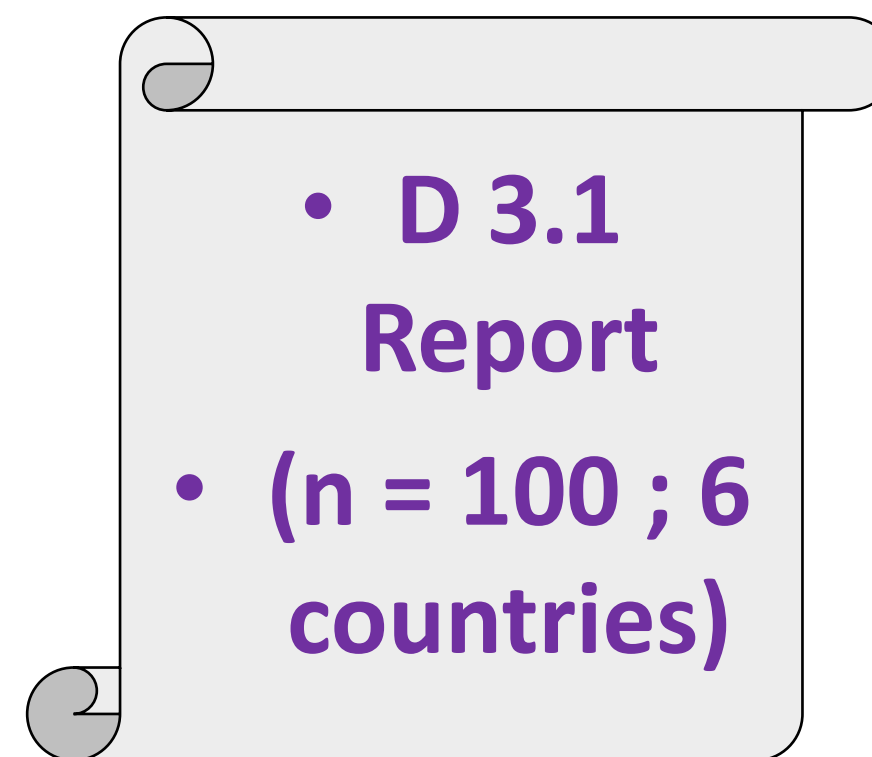 • D 3.1
Report
• (n = 100 ; 6
countries)